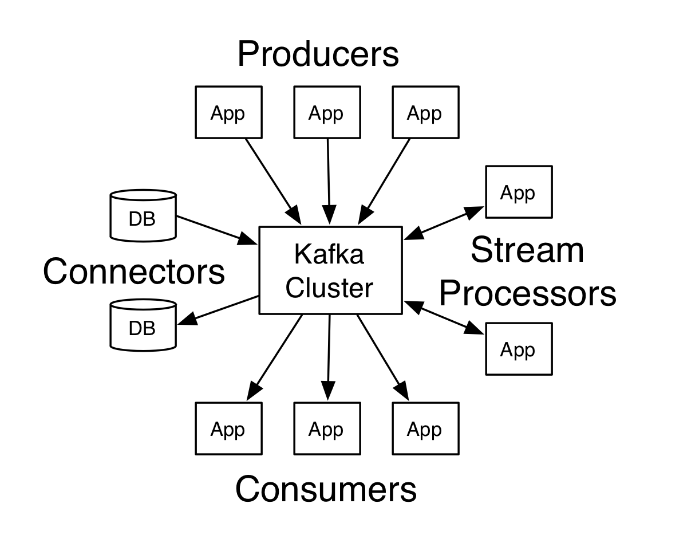 Producers
App
App
App
DB
App
Kafka
Cluster
Connectors
Stream
Processors
DB
App
App
App
App
Consumers